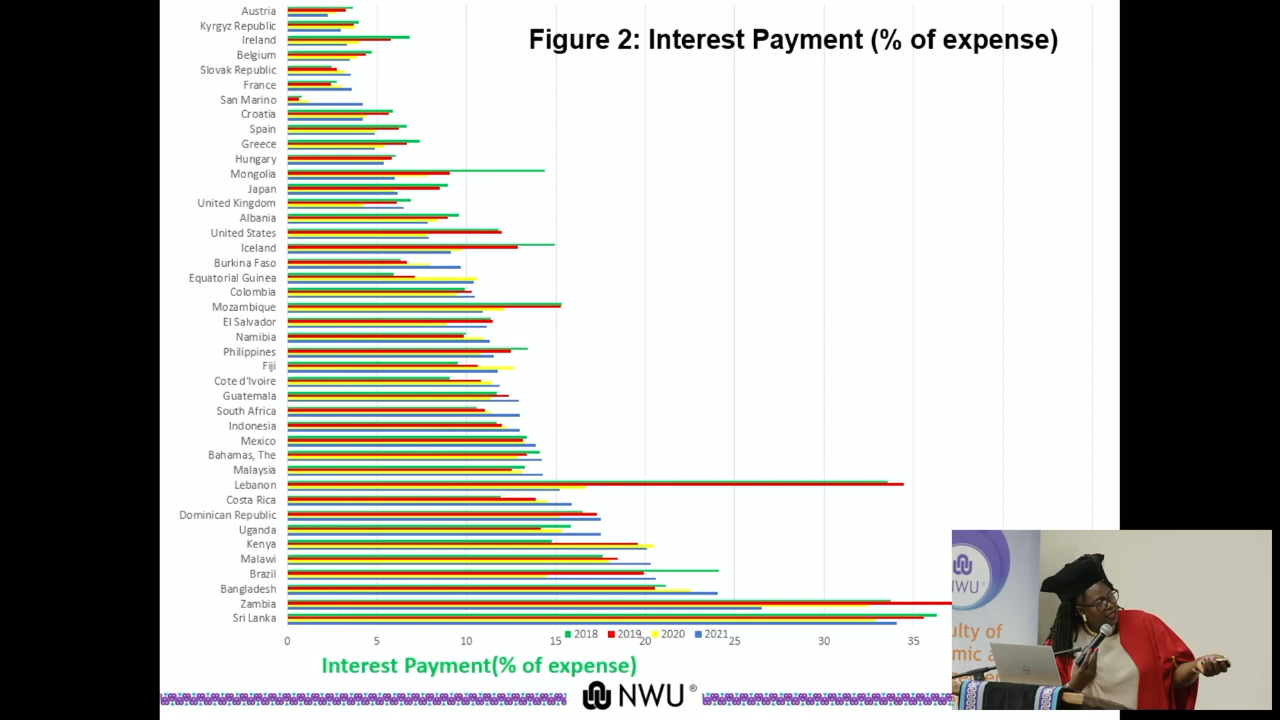 Figure 2: Interest Payment (% of expense)
Austria
Kyrgyz Republic
Ireland
Belgium
Slovak Republic
France
San Marino
Croatia
Spain
Greece
Hungary
Mongolia
Japan
United Kingdom
Albania
United States
Iceland
Burkina Faso
Equatorial Guinea
Colombia
Mozambique
El Salvador
Namibia
Philippines
Fiji
Cote d'Ivoire
Guatemala
South Africa
Indonesia
Mexico
Bahamas, The
Malaysia
Lebanon
Costa Rica
Dominican Republic
Uganda
Kenya
Malawi
Brazil
Bangladesh
Zambia
Sri Lanka
0 5 10 15 20 25 30 35
2018 2019 2020 2021
Interest Payment(% of expense)
NWU®
NWU®
ulty of
mic a